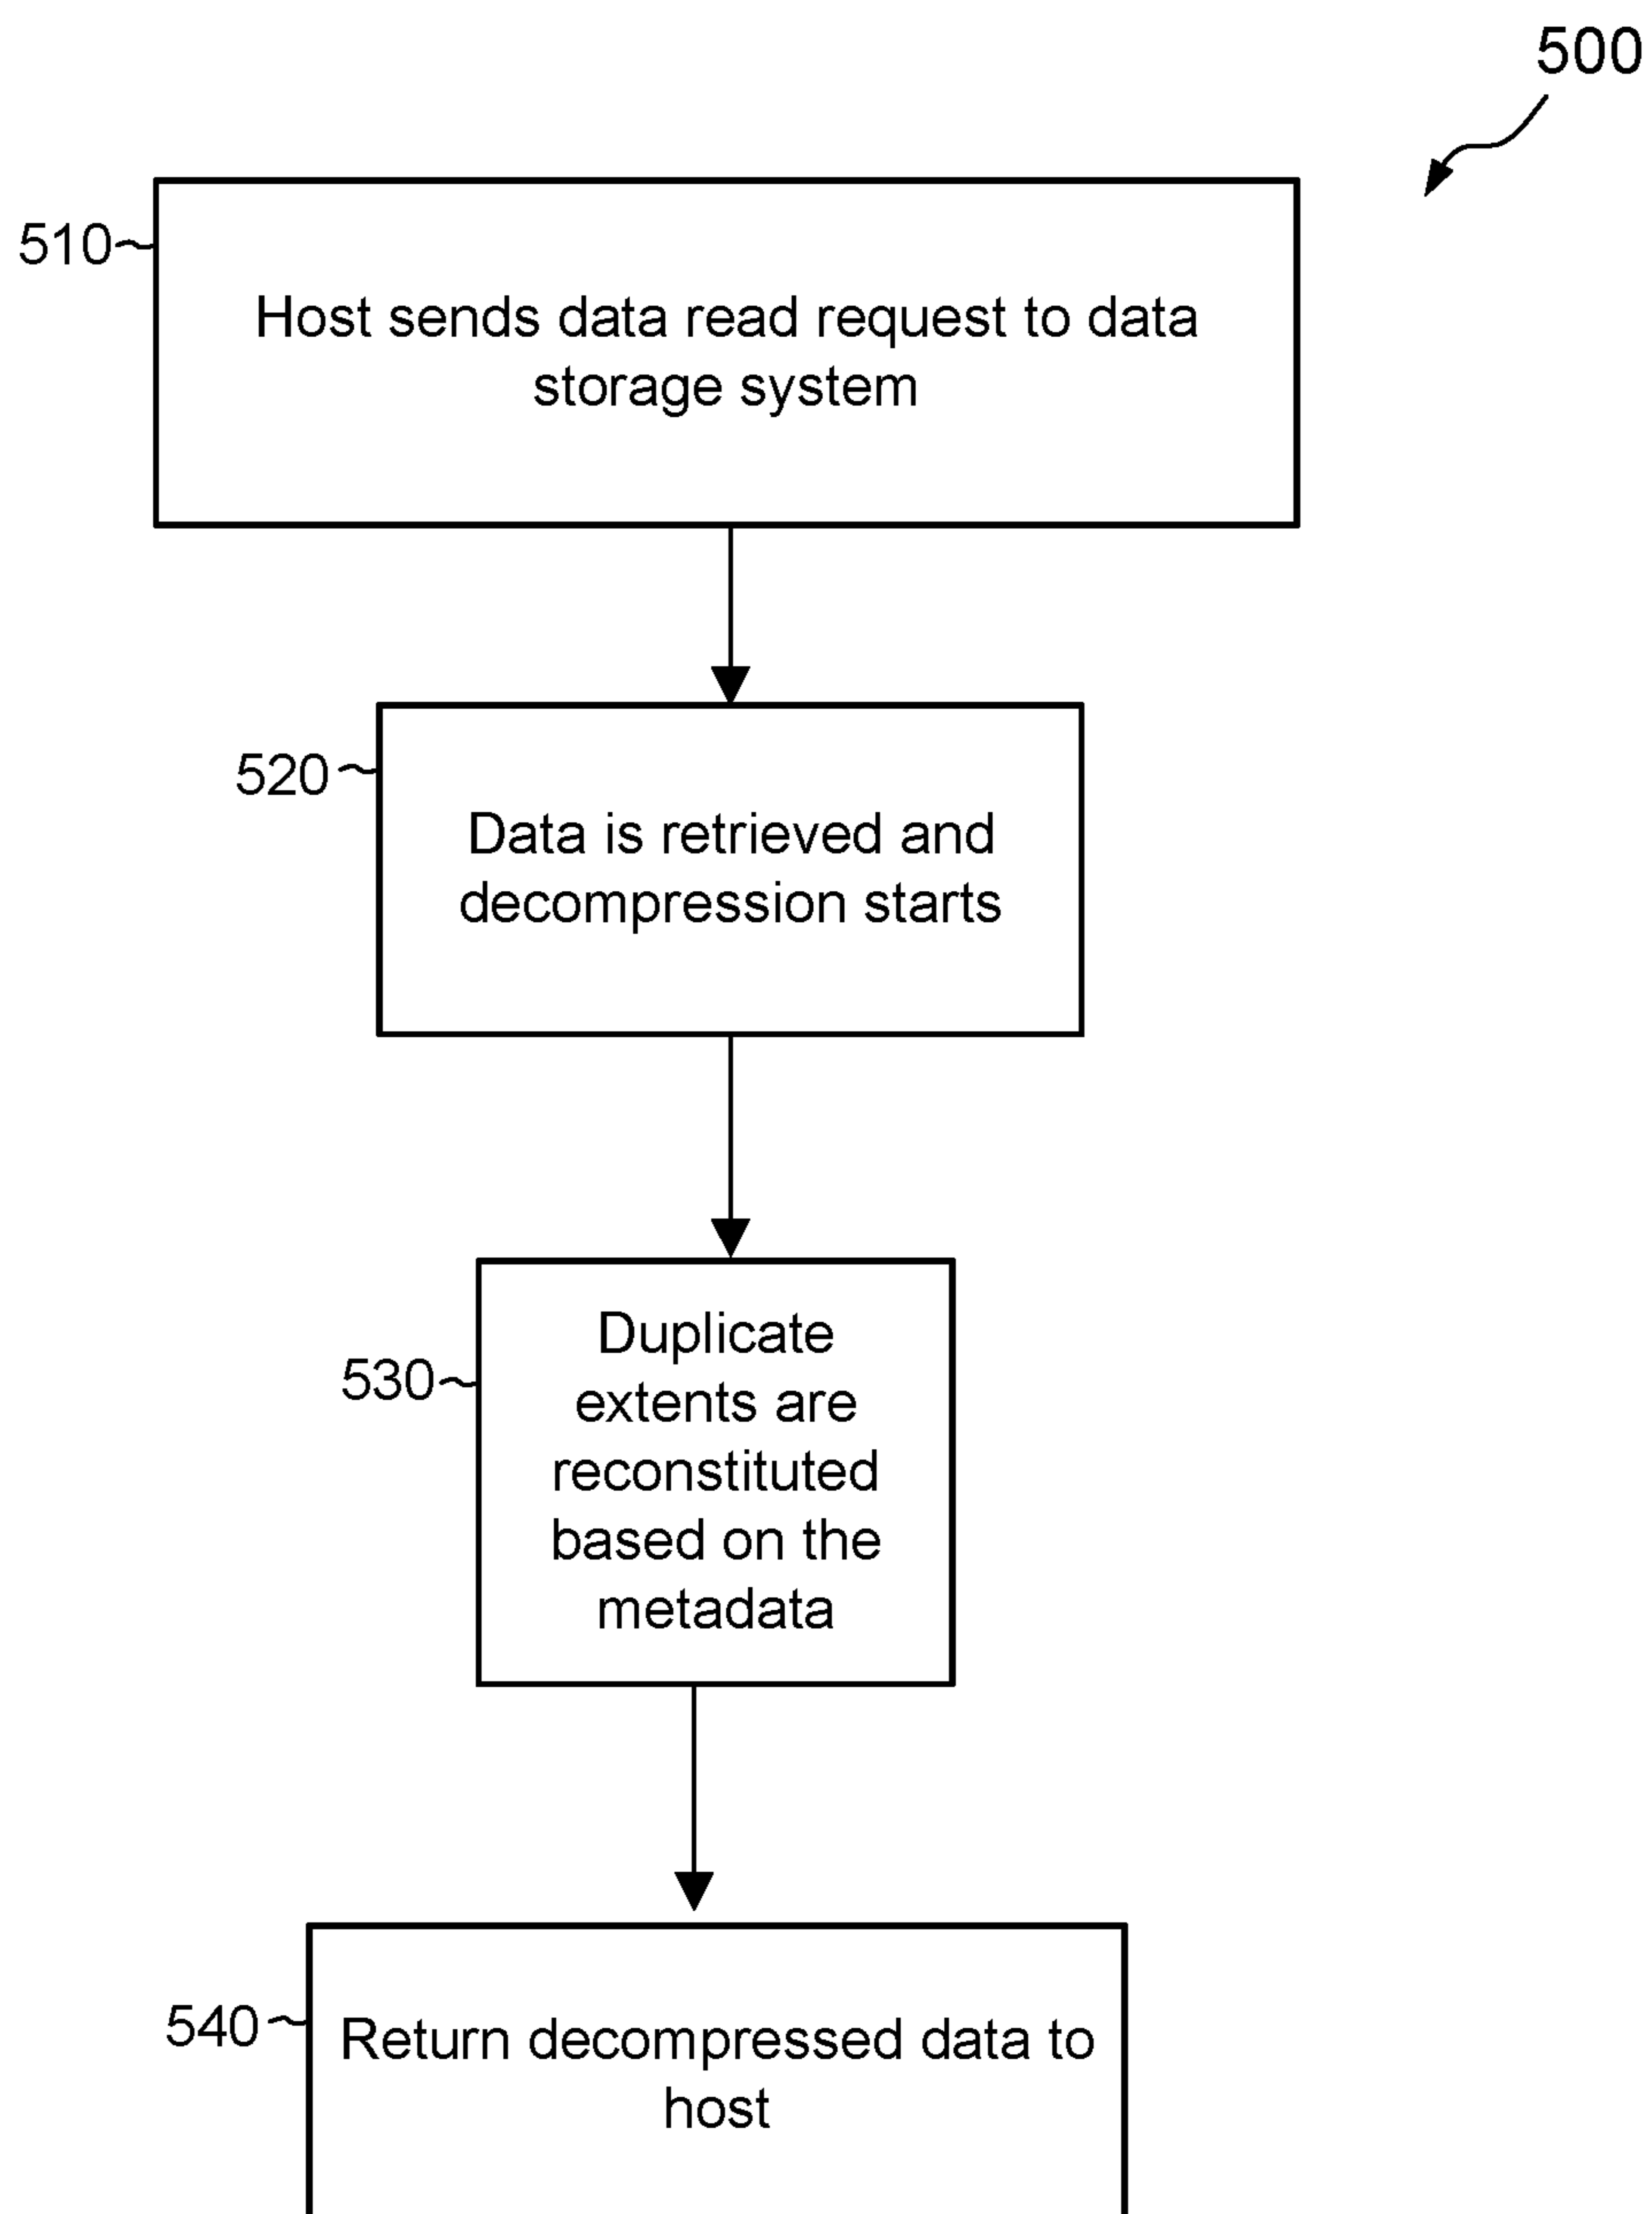 500
510
Host sends data read request to data
storage system
520
Data is retrieved and
decompression starts
530
Duplicate
extents are
reconstituted
based on the
metadata
540
Return decompressed data to
host